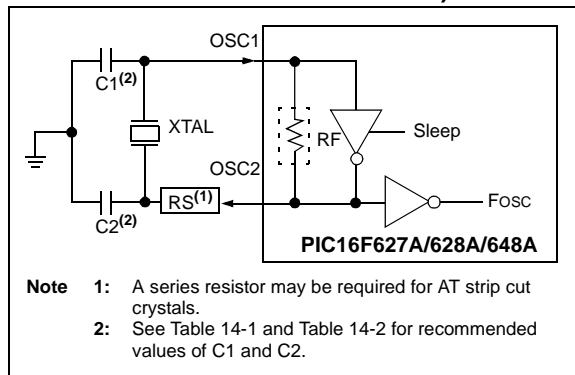 OSC1
C1(2)
XTAL
RF
Sleep
OSC2
RS(1)
C2(2)
FOSC
PIC16F627A/628A/648A
Note 1: A series resistor may be required for AT strip cut
crystals.
2: See Table 14-1 and Table 14-2 for recommended
values of C1 and C2.